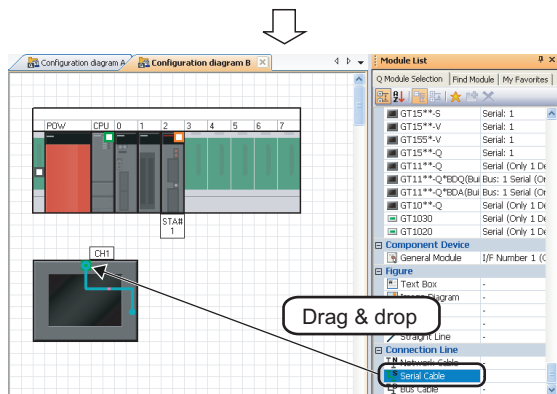 Configuration diagram A
Configuration diagram B
Module List
Q Module Selection
Find Module
My Favorites
GT15**-S Serial: 1
GT15**-V Serial: 1
GT155*-V Serial: 1
GT15**-Q Serial: 1
GT11**-Q Serial (Only 1 De
GT11**-Q*BDQ(Bu Bus: 1 Serial (Or
GT11**-Q*BDA(Bu Bus: 1 Serial (Or
GT10**-Q Serial (Only 1 De
GT1030 Serial (Only 1 De
GT1020 Serial (Only 1 De
Component Device
General Module I/F Number 1 (C
Figure
Text Box -
Diagram -
-
Straight Line -
Connection Line
Network Cable -
Serial Cable
Bus Cable -
POW CPU 0 1 2 3 4 5 6 7
STA#
1
CH1
Drag & drop